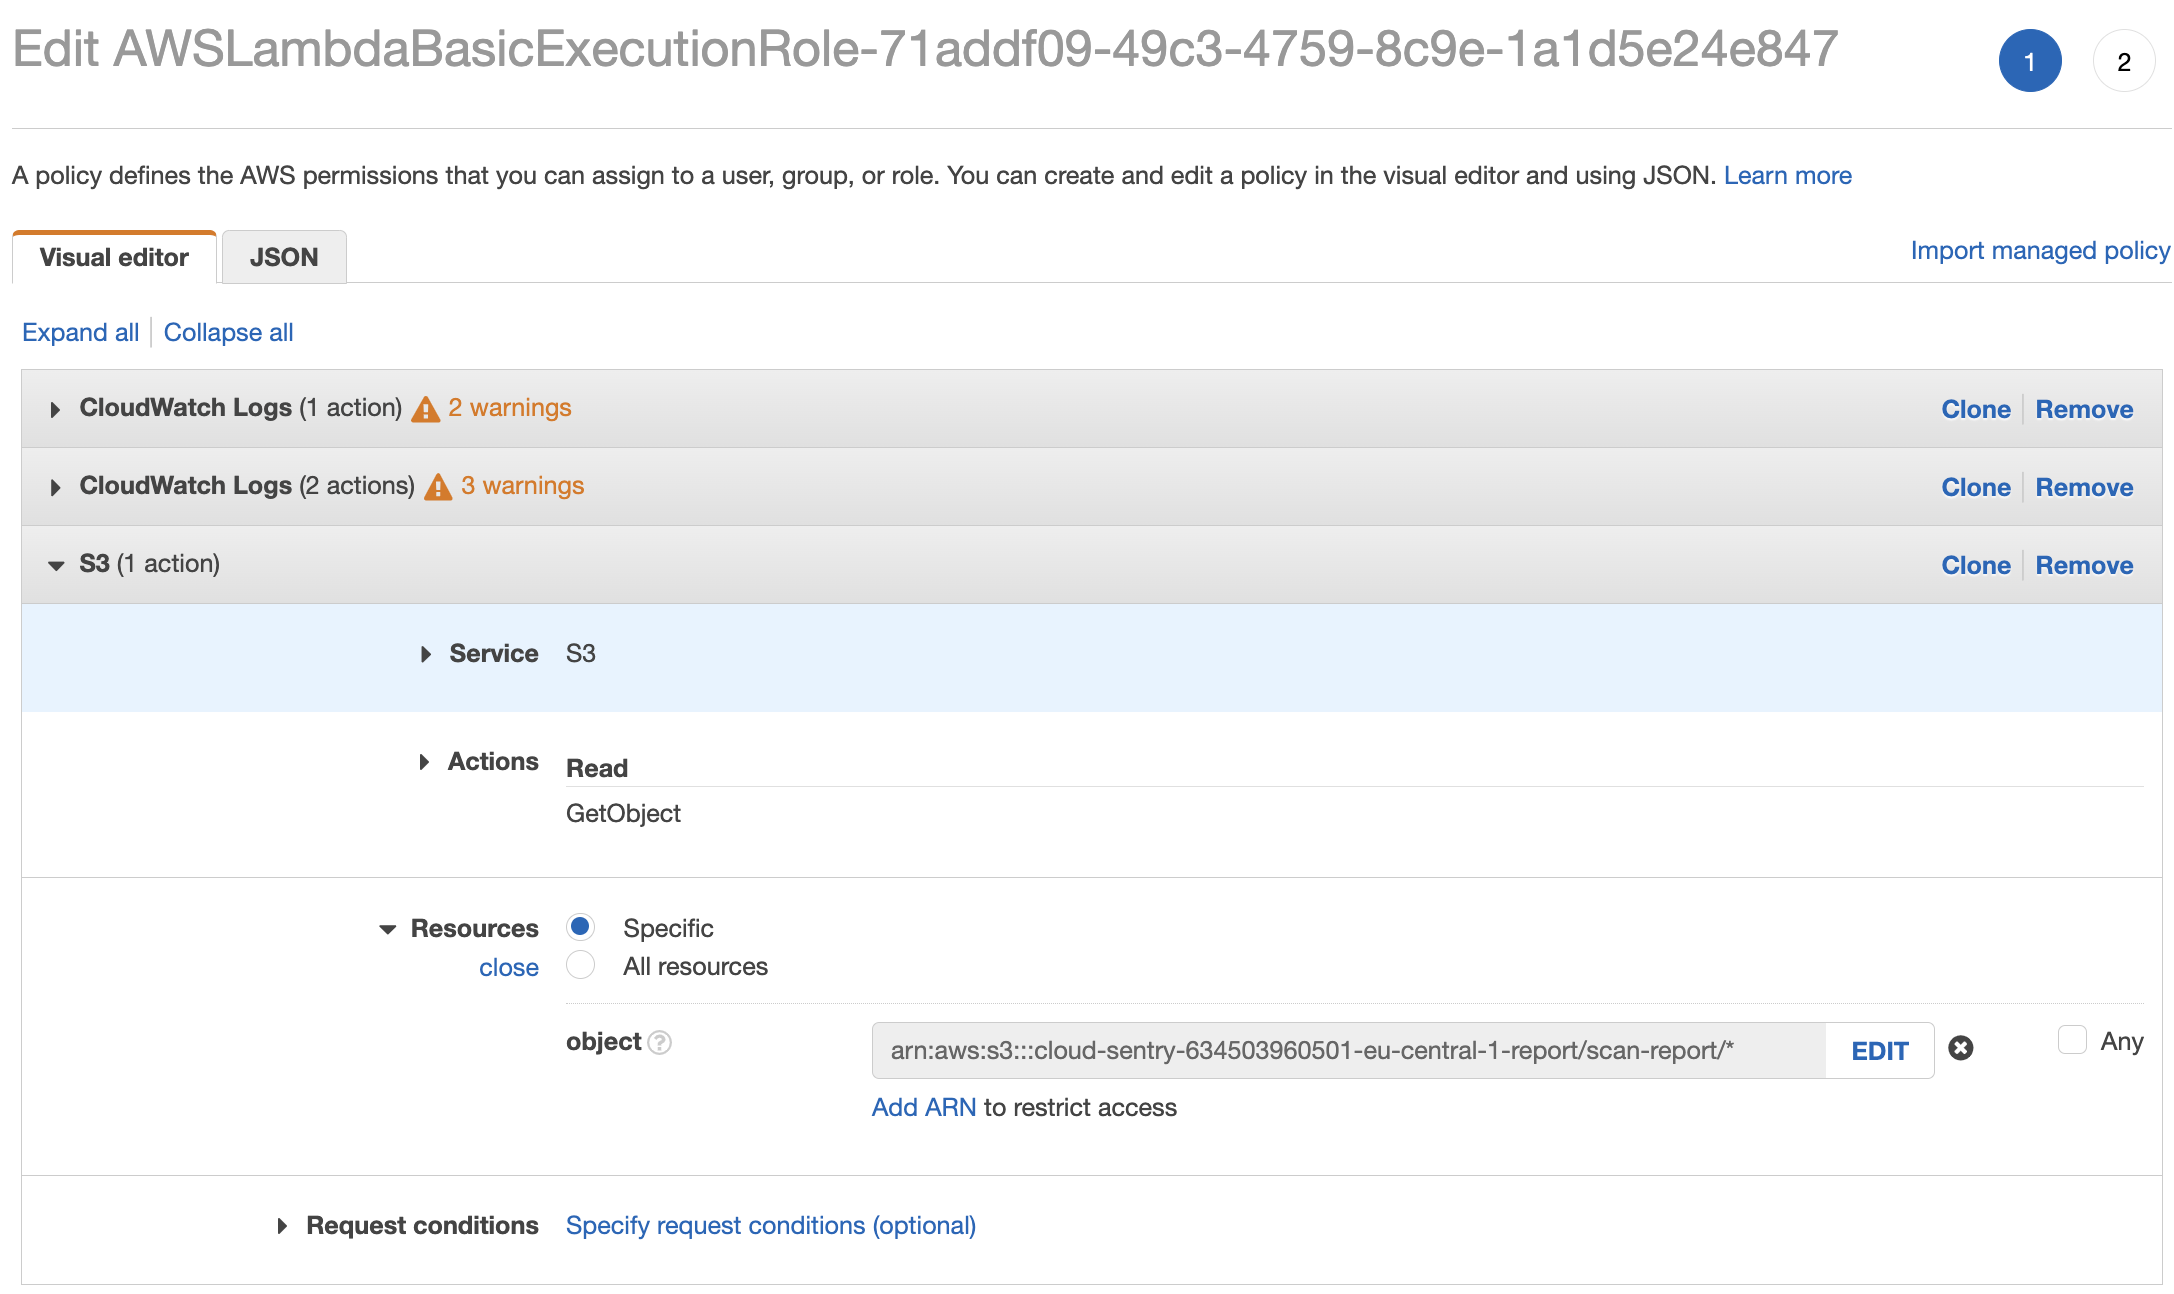 Edit AWSLambdaBasicExecutionRole-71addf09-49c3-4759-8c9e-1a1d5e24e847
1
2
A policy defines the AWS permissions that you can assign to a user, group, or role. You can create and edit a policy in the visual editor and using JSON. Learn more
Visual editor
JSON
Import managed policy
Expand all
Collapse all
CloudWatch Logs (1 action) 2 warnings
Clone
Remove
CloudWatch Logs (2 actions) 3 warnings
Clone
Remove
S3 (1 action)
Clone
Remove
Service
S3
Actions
Read
GetObject
Resources
close
Specific
All resources
object ?
arn:aws:s3:::cloud-sentry-634503960501-eu-central-1-report/scan-report/*
EDIT
Any
Add ARN to restrict access
Request conditions
Specify request conditions (optional)